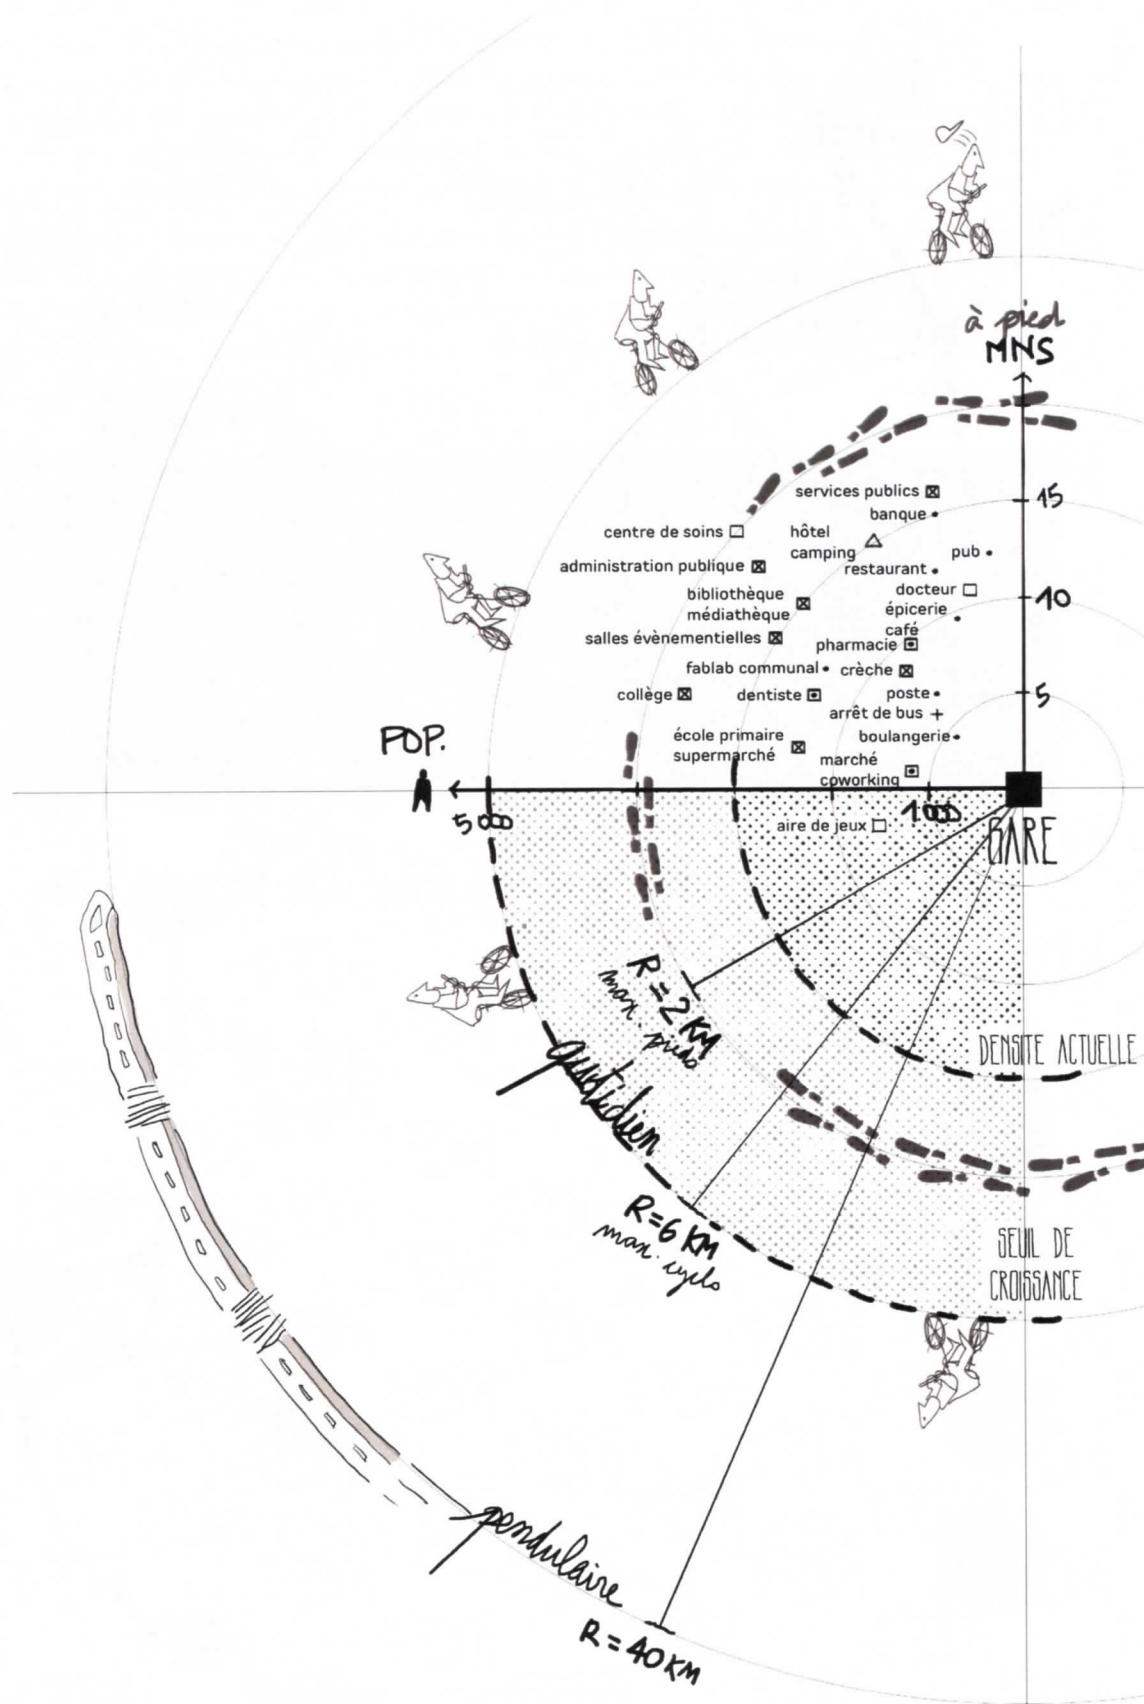 à pied
MNS
services publics
15
banque
centre de soins
hôtel
camping
pub
administration publique
restaurant
docteur
10
bibliothèque
médiathèque
épicerie
café
salles évènementielles
pharmacie
fablab communal
crèche
collège
dentiste
poste
5
arrêt de bus
école primaire
supermarché
boulangerie
POP.
marché
coworking
5000
1000
aire de jeux
GARE
R=2 KM
max. pieds
DENSITE ACTUELLE
quotidien
R=6 KM
max. cyclo
SEUIL DE
CROISSANCE
pendulaire
R=40 KM